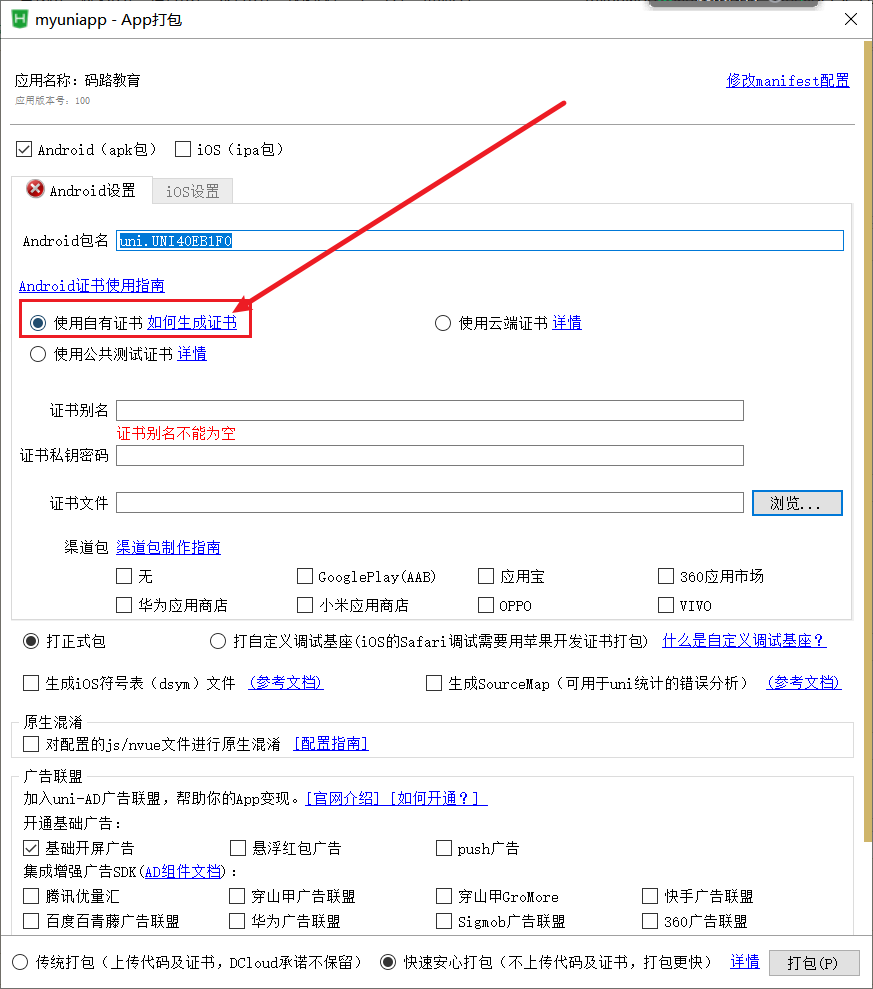 myuniapp - App打包
应用名称：码路教育 修改manifest配置
应用版本号：100
Android（apk包） iOS（ipa包）
Android设置 iOS设置
Android包名 uni.UNI40EB1F0
Android证书使用指南
使用自有证书 如何生成证书 使用云端证书 详情
使用公共测试证书 详情
证书别名
证书别名不能为空
证书私钥密码
证书文件 浏览...
渠道包 渠道包制作指南
无 GooglePlay(AAB) 应用宝 360应用市场
华为应用商店 小米应用商店 OPPO VIVO
打正式包 打自定义调试基座(iOS的Safari调试需要用苹果开发证书打包) 什么是自定义调试基座？
生成iOS符号表（dsym）文件 (参考文档) 生成SourceMap（可用于uni统计的错误分析） (参考文档)
原生混淆
对配置的js/nvue文件进行原生混淆 [配置指南]
广告联盟
加入uni-AD广告联盟，帮助你的App变现。[官网介绍] [如何开通？]
开通基础广告：
基础开屏广告 悬浮红包广告 push广告
集成增强广告SDK(AD组件文档)：
腾讯优量汇 穿山甲广告联盟 穿山甲GroMore 快手广告联盟
百度百青藤广告联盟 华为广告联盟 Sigmob广告联盟 360广告联盟
传统打包（上传代码及证书，DCloud承诺不保留） 快速安心打包（不上传代码及证书，打包更快） 详情 打包(P)